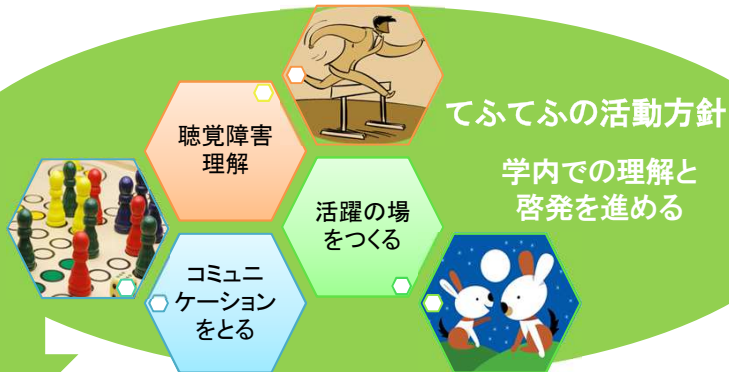 てふてふの活動方針
学内での理解と
啓発を進める
聴覚障害
理解
活躍の場
をつくる
コミュニ
ケーション
をとる